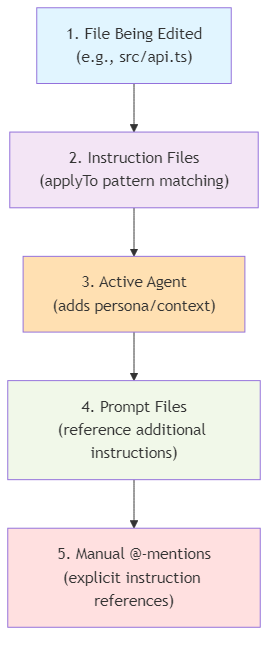 1. File Being Edited
(e.g., src/api.ts)
2. Instruction Files
(applyTo pattern matching)
3. Active Agent
(adds persona/context)
4. Prompt Files
(reference additional
instructions)
5. Manual @-mentions
(explicit instruction
references)